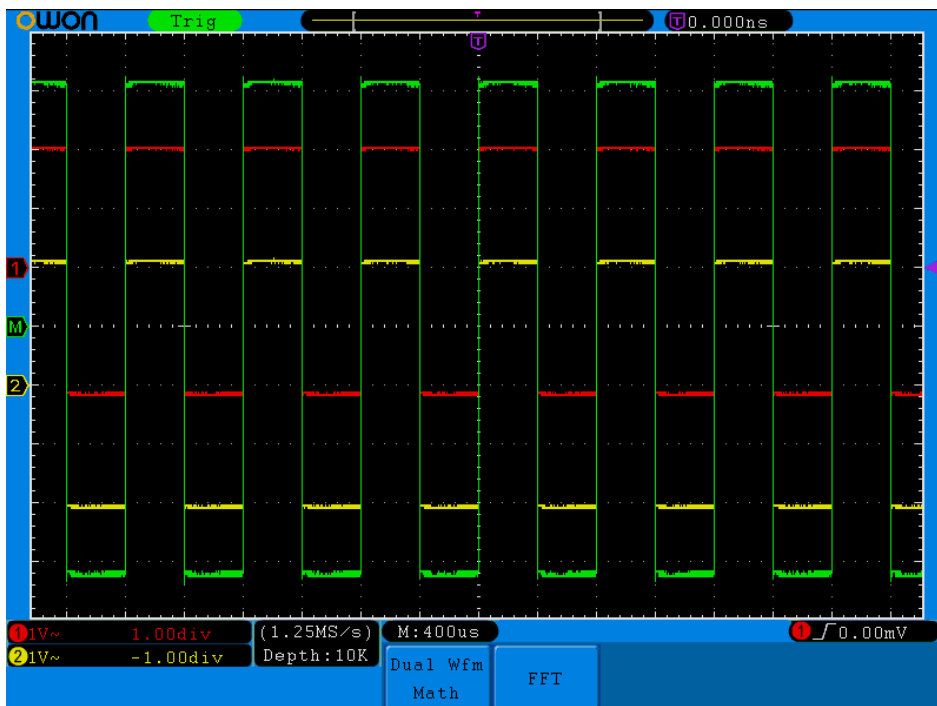 OWON Trig T T 0.000ns
T
1
M
2
1 1V~ 1.00div (1.25MS/s) M:400us 1 0.00mV
2 1V~ -1.00div Depth:10K
Dual Wfm
Math
FFT